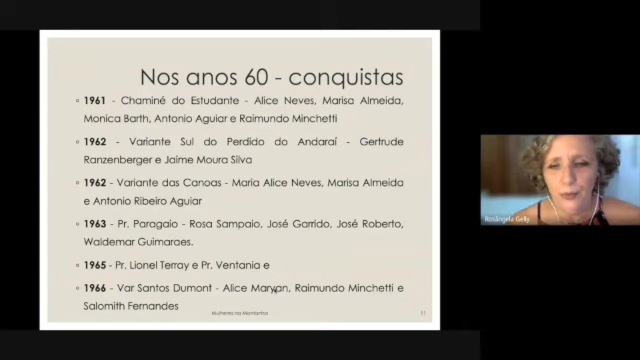 Nos anos 60 - conquistas
▫ 1961 - Chaminé do Estudante - Alice Neves, Marisa Almeida,
Monica Barth, Antonio Aguiar e Raimundo Minchetti
▫ 1962 - Variante Sul do Perdido do Andaraí - Gertrude
Ranzenberger e Jaime Moura Silva
▫ 1962 - Variante das Canoas - Maria Alice Neves, Marisa Almeida
e Antonio Ribeiro Aguiar
▫ 1963 - Pr. Paragaio - Rosa Sampaio, José Garrido, José Roberto,
Waldemar Guimaraes.
▫ 1965 - Pr. Lionel Terray e Pr. Ventania e
▫ 1966 - Var Santos Dumont - Alice Maryan, Raimundo Minchetti e
Salomith Fernandes
Mulheres na Montanha
11
Rosângela Gelly